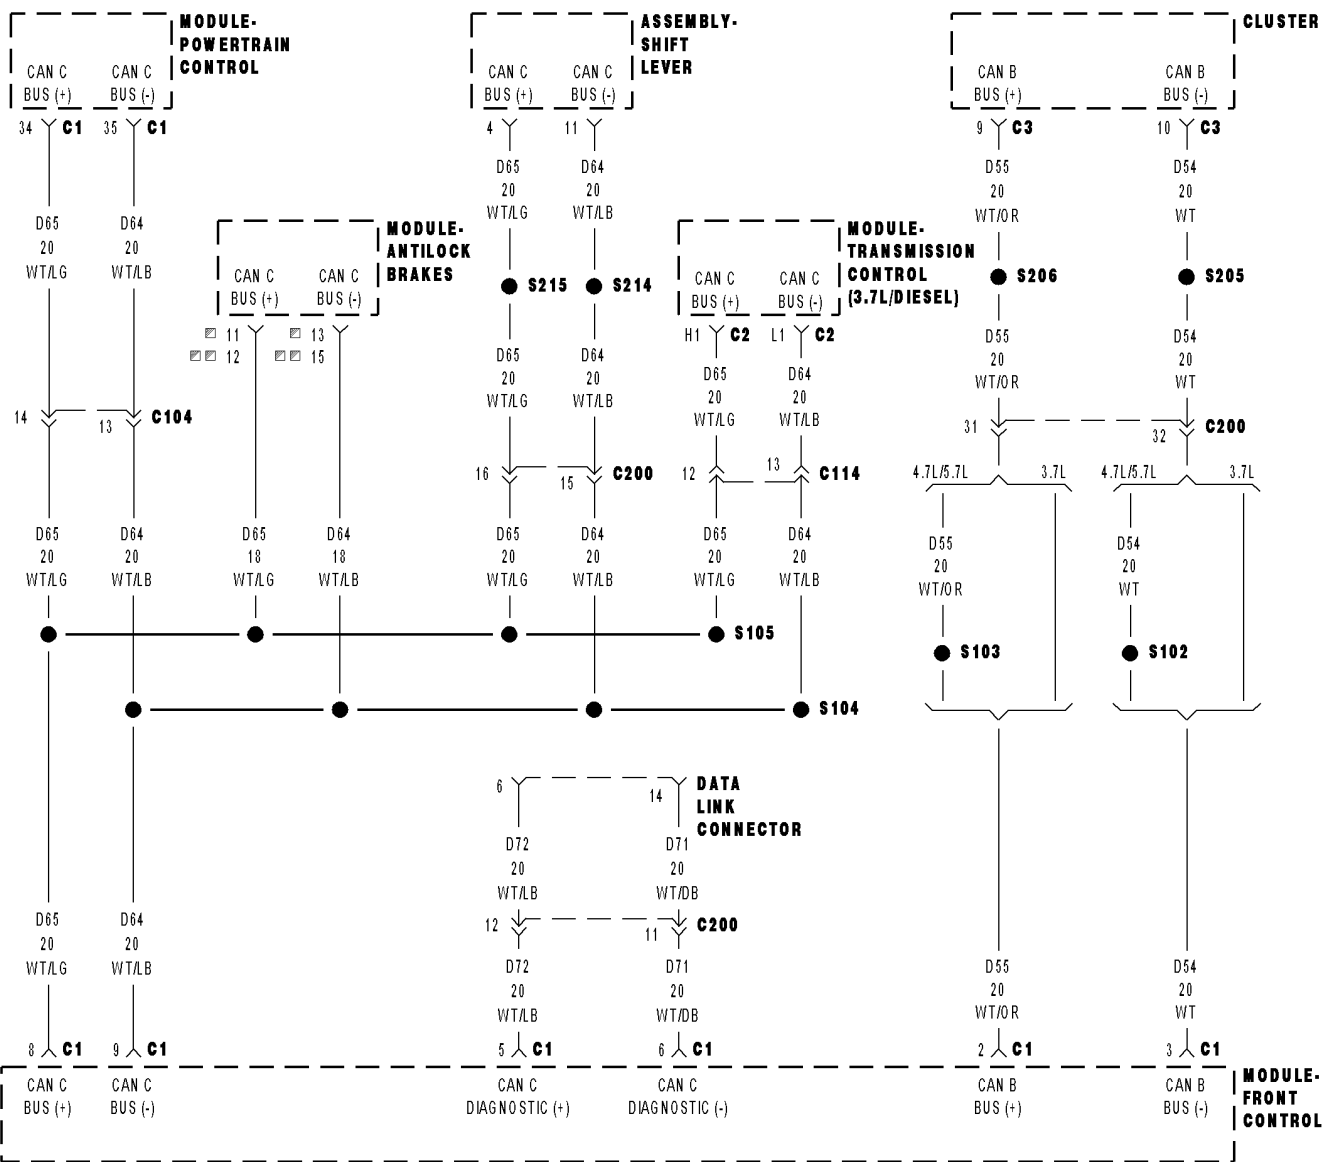 MODULE-
POWERTRAIN
CONTROL
CAN C
BUS (+)
CAN C
BUS (-)
34 C1
35 C1
D65
20
WT/LG
D64
20
WT/LB
14
13
C104
D65
20
WT/LG
D64
20
WT/LB
MODULE-
ANTILOCK
BRAKES
CAN C
BUS (+)
CAN C
BUS (-)
11
12
13
15
D65
18
WT/LG
D64
18
WT/LB
ASSEMBLY-
SHIFT
LEVER
CAN C
BUS (+)
CAN C
BUS (-)
4
11
D65
20
WT/LG
D64
20
WT/LB
S215
S214
D65
20
WT/LG
D64
20
WT/LB
16
15
C200
D65
20
WT/LG
D64
20
WT/LB
MODULE-
TRANSMISSION
CONTROL
(3.7L/DIESEL)
CAN C
BUS (+)
CAN C
BUS (-)
H1 C2
L1 C2
D65
20
WT/LG
D64
20
WT/LB
12
13
C114
D65
20
WT/LG
D64
20
WT/LB
S105
S104
CLUSTER
CAN B
BUS (+)
CAN B
BUS (-)
9 C3
10 C3
D55
20
WT/OR
D54
20
WT
S206
S205
D55
20
WT/OR
D54
20
WT
31
32
C200
4.7L/5.7L
3.7L
4.7L/5.7L
3.7L
D55
20
WT/OR
D54
20
WT
S103
S102
6
14
DATA
LINK
CONNECTOR
D72
20
WT/LB
D71
20
WT/DB
12
11
C200
D65
20
WT/LG
D64
20
WT/LB
D72
20
WT/LB
D71
20
WT/DB
D55
20
WT/OR
D54
20
WT
8 C1
9 C1
5 C1
6 C1
2 C1
3 C1
CAN C
BUS (+)
CAN C
BUS (-)
CAN C
DIAGNOSTIC (+)
CAN C
DIAGNOSTIC (-)
CAN B
BUS (+)
CAN B
BUS (-)
MODULE-
FRONT
CONTROL